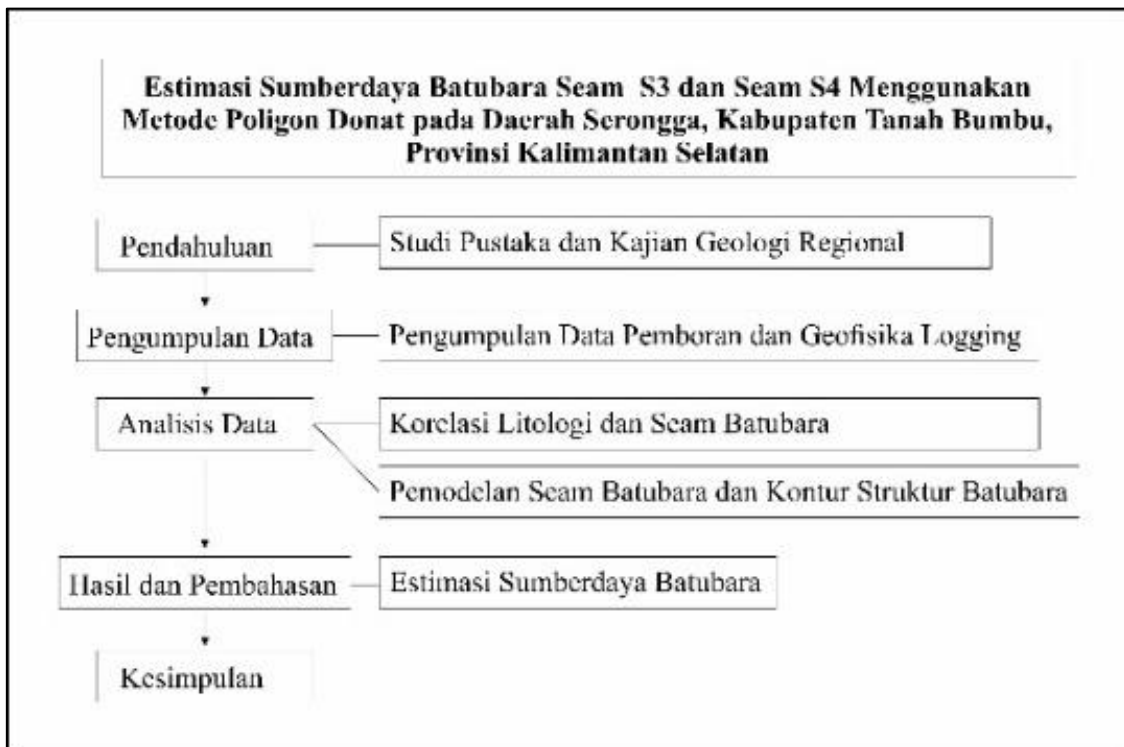 Estimasi Sumberdaya Batubara Seam S3 dan Seam S4 Menggunakan
Metode Poligon Donat pada Daerah Serongga, Kabupaten Tanah Bumbu,
Provinsi Kalimantan Selatan
Pendahuluan
Studi Pustaka dan Kajian Geologi Regional
Pengumpulan Data
Pengumpulan Data Pemboran dan Geofisika Logging
Analisis Data
Korelasi Litologi dan Seam Batubara
Pemodelan Seam Batubara dan Kontur Struktur Batubara
Hasil dan Pembahasan
Estimasi Sumberdaya Batubara
Kesimpulan